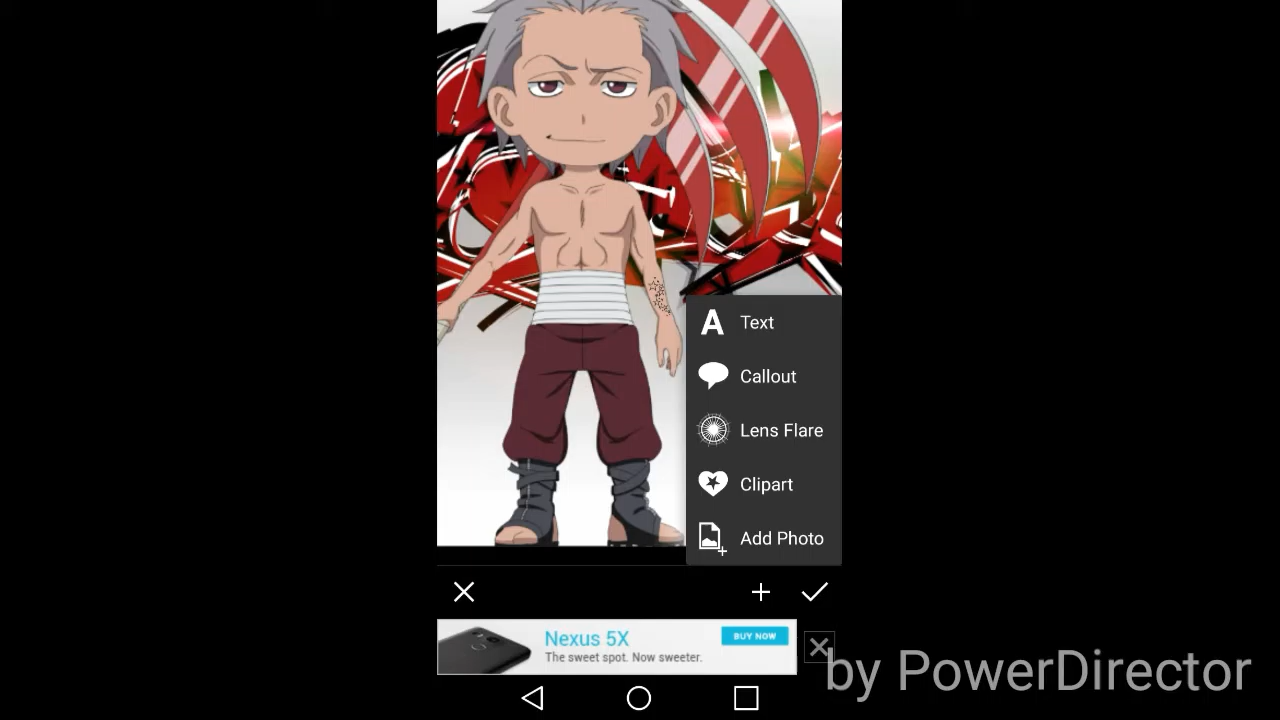 Text
Callout
Lens Flare
Clipart
Add Photo
Nexus 5X
BUY NOW
The sweet spot. Now sweeter.
by PowerDirector